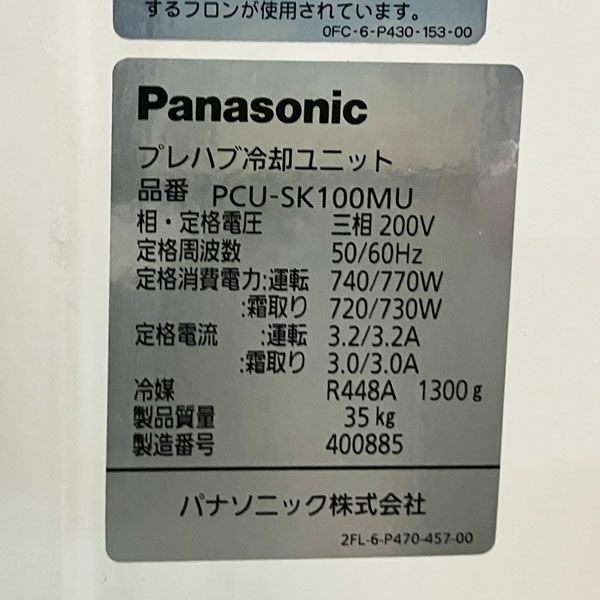 するフロンが使用されています。
0FC-6-P430-153-00
Panasonic
プレハブ冷却ユニット
品番 PCU-SK100MU
相・定格電圧 三相 200V
定格周波数 50/60Hz
定格消費電力:運転 740/770W
:霜取り 720/730W
定格電流 :運転 3.2/3.2A
:霜取り 3.0/3.0A
冷媒 R448A 1300g
製品質量 35kg
製造番号 400885
パナソニック株式会社
2FL-6-P470-457-00